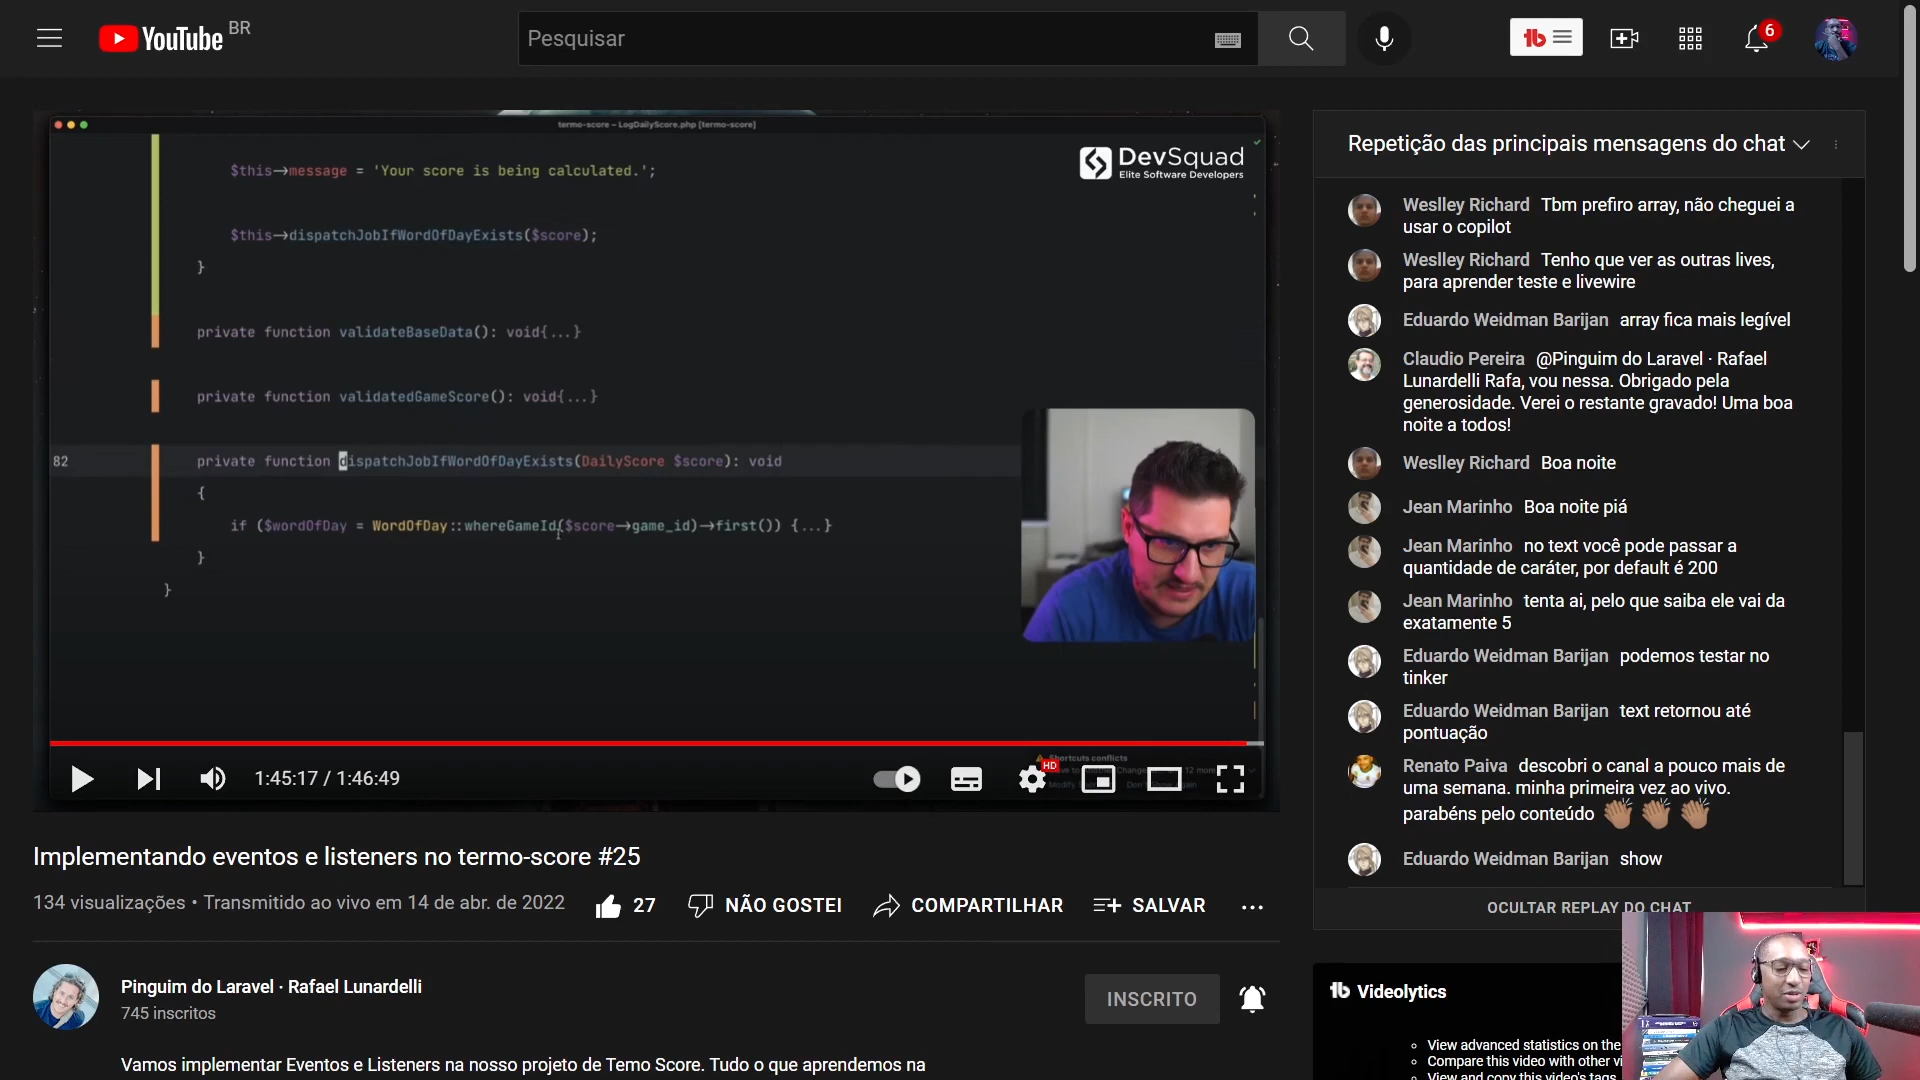 YouTube BR
Pesquisar
6
termo-score – LogDailyScore.php [termo-score]
DevSquad
Elite Software Developers
$this→message = 'Your score is being calculated.';
$this→dispatchJobIfWordOfDayExists($score);
}
private function validateBaseData(): void{...}
private function validatedGameScore(): void{...}
82 private function dispatchJobIfWordOfDayExists(DailyScore $score): void
{
if ($wordOfDay = WordOfDay::whereGameId($score→game_id)→first()) {...}
}
}
Shortcuts conflicts
1:45:17 / 1:46:49
HD
Implementando eventos e listeners no termo-score #25
134 visualizações • Transmitido ao vivo em 14 de abr. de 2022
27
NÃO GOSTEI
COMPARTILHAR
SALVAR
Pinguim do Laravel · Rafael Lunardelli
745 inscritos
INSCRITO
Vamos implementar Eventos e Listeners na nosso projeto de Temo Score. Tudo o que aprendemos na
Repetição das principais mensagens do chat
Weslley Richard Tbm prefiro array, não cheguei a
usar o copilot
Weslley Richard Tenho que ver as outras lives,
para aprender teste e livewire
Eduardo Weidman Barijan array fica mais legível
Claudio Pereira @Pinguim do Laravel · Rafael
Lunardelli Rafa, vou nessa. Obrigado pela
generosidade. Verei o restante gravado! Uma boa
noite a todos!
Weslley Richard Boa noite
Jean Marinho Boa noite piá
Jean Marinho no text você pode passar a
quantidade de caráter, por default é 200
Jean Marinho tenta ai, pelo que saiba ele vai da
exatamente 5
Eduardo Weidman Barijan podemos testar no
tinker
Eduardo Weidman Barijan text retornou até
pontuação
Renato Paiva descobri o canal a pouco mais de
uma semana. minha primeira vez ao vivo.
parabéns pelo conteúdo
Eduardo Weidman Barijan show
OCULTAR REPLAY DO CHAT
Videolytics
View advanced statistics on the
Compare this video with other vi
View and copy this video's tags